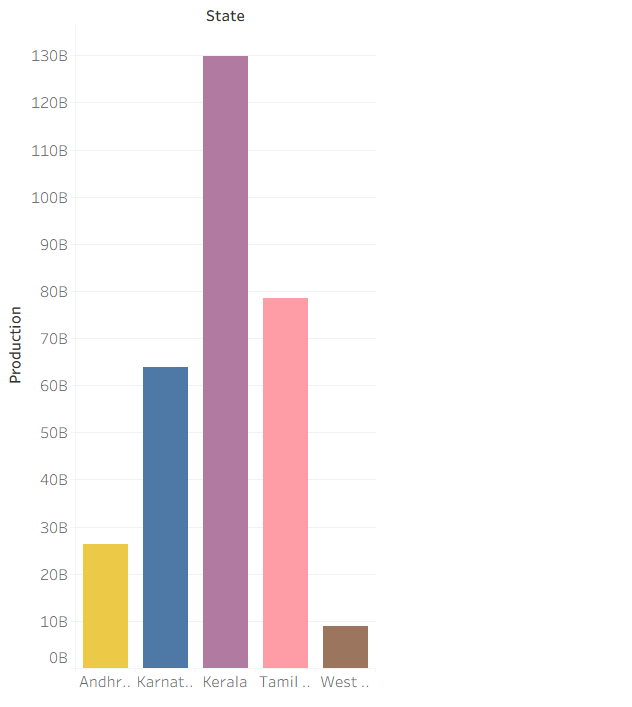 State
130B
120B
110B
100B
90B
80B
70B
60B
50B
40B
30B
20B
10B
0B
Production
Andhr.. Karnat.. Kerala Tamil .. West ..